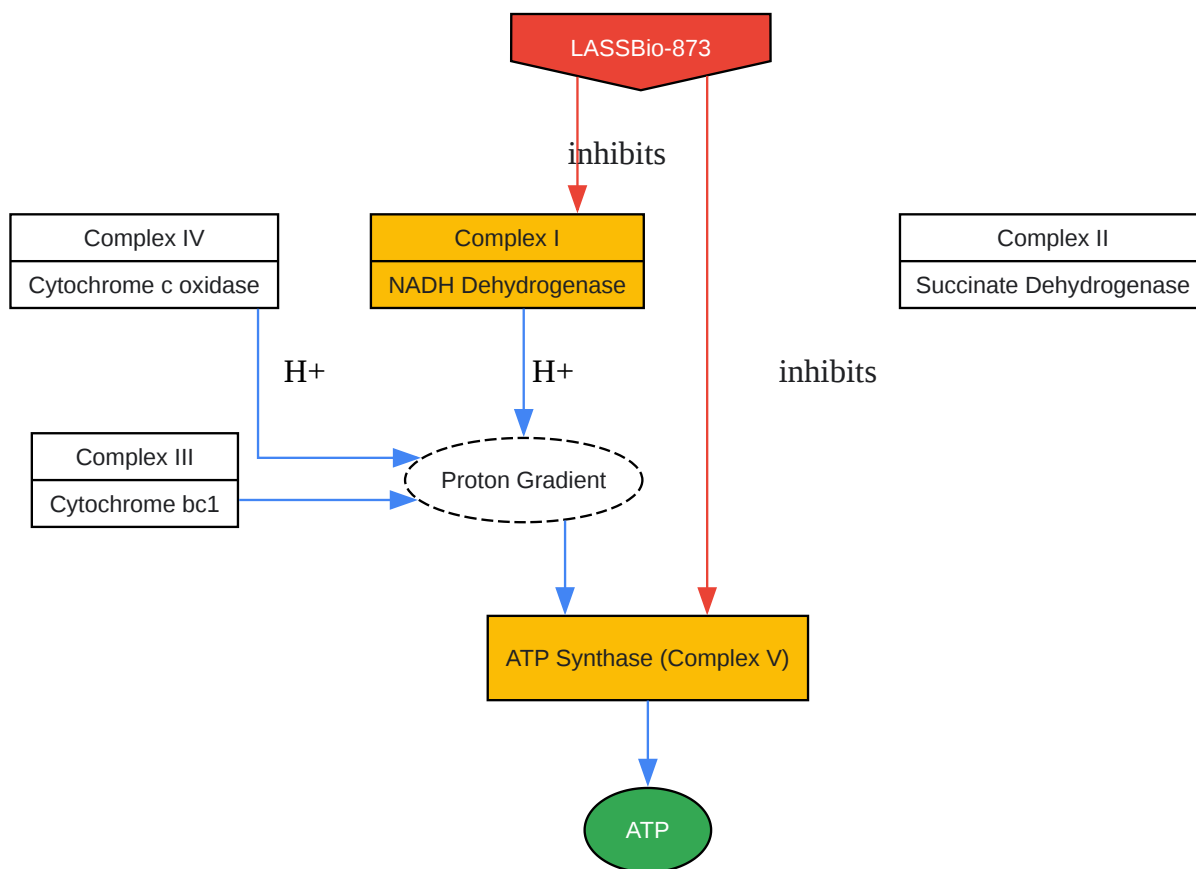 LASSBio-873
inhibits
Complex IV
Cytochrome c oxidase
Complex I
NADH Dehydrogenase
Complex II
Succinate Dehydrogenase
H+
H+
inhibits
Complex III
Cytochrome bc1
Proton Gradient
ATP Synthase (Complex V)
ATP